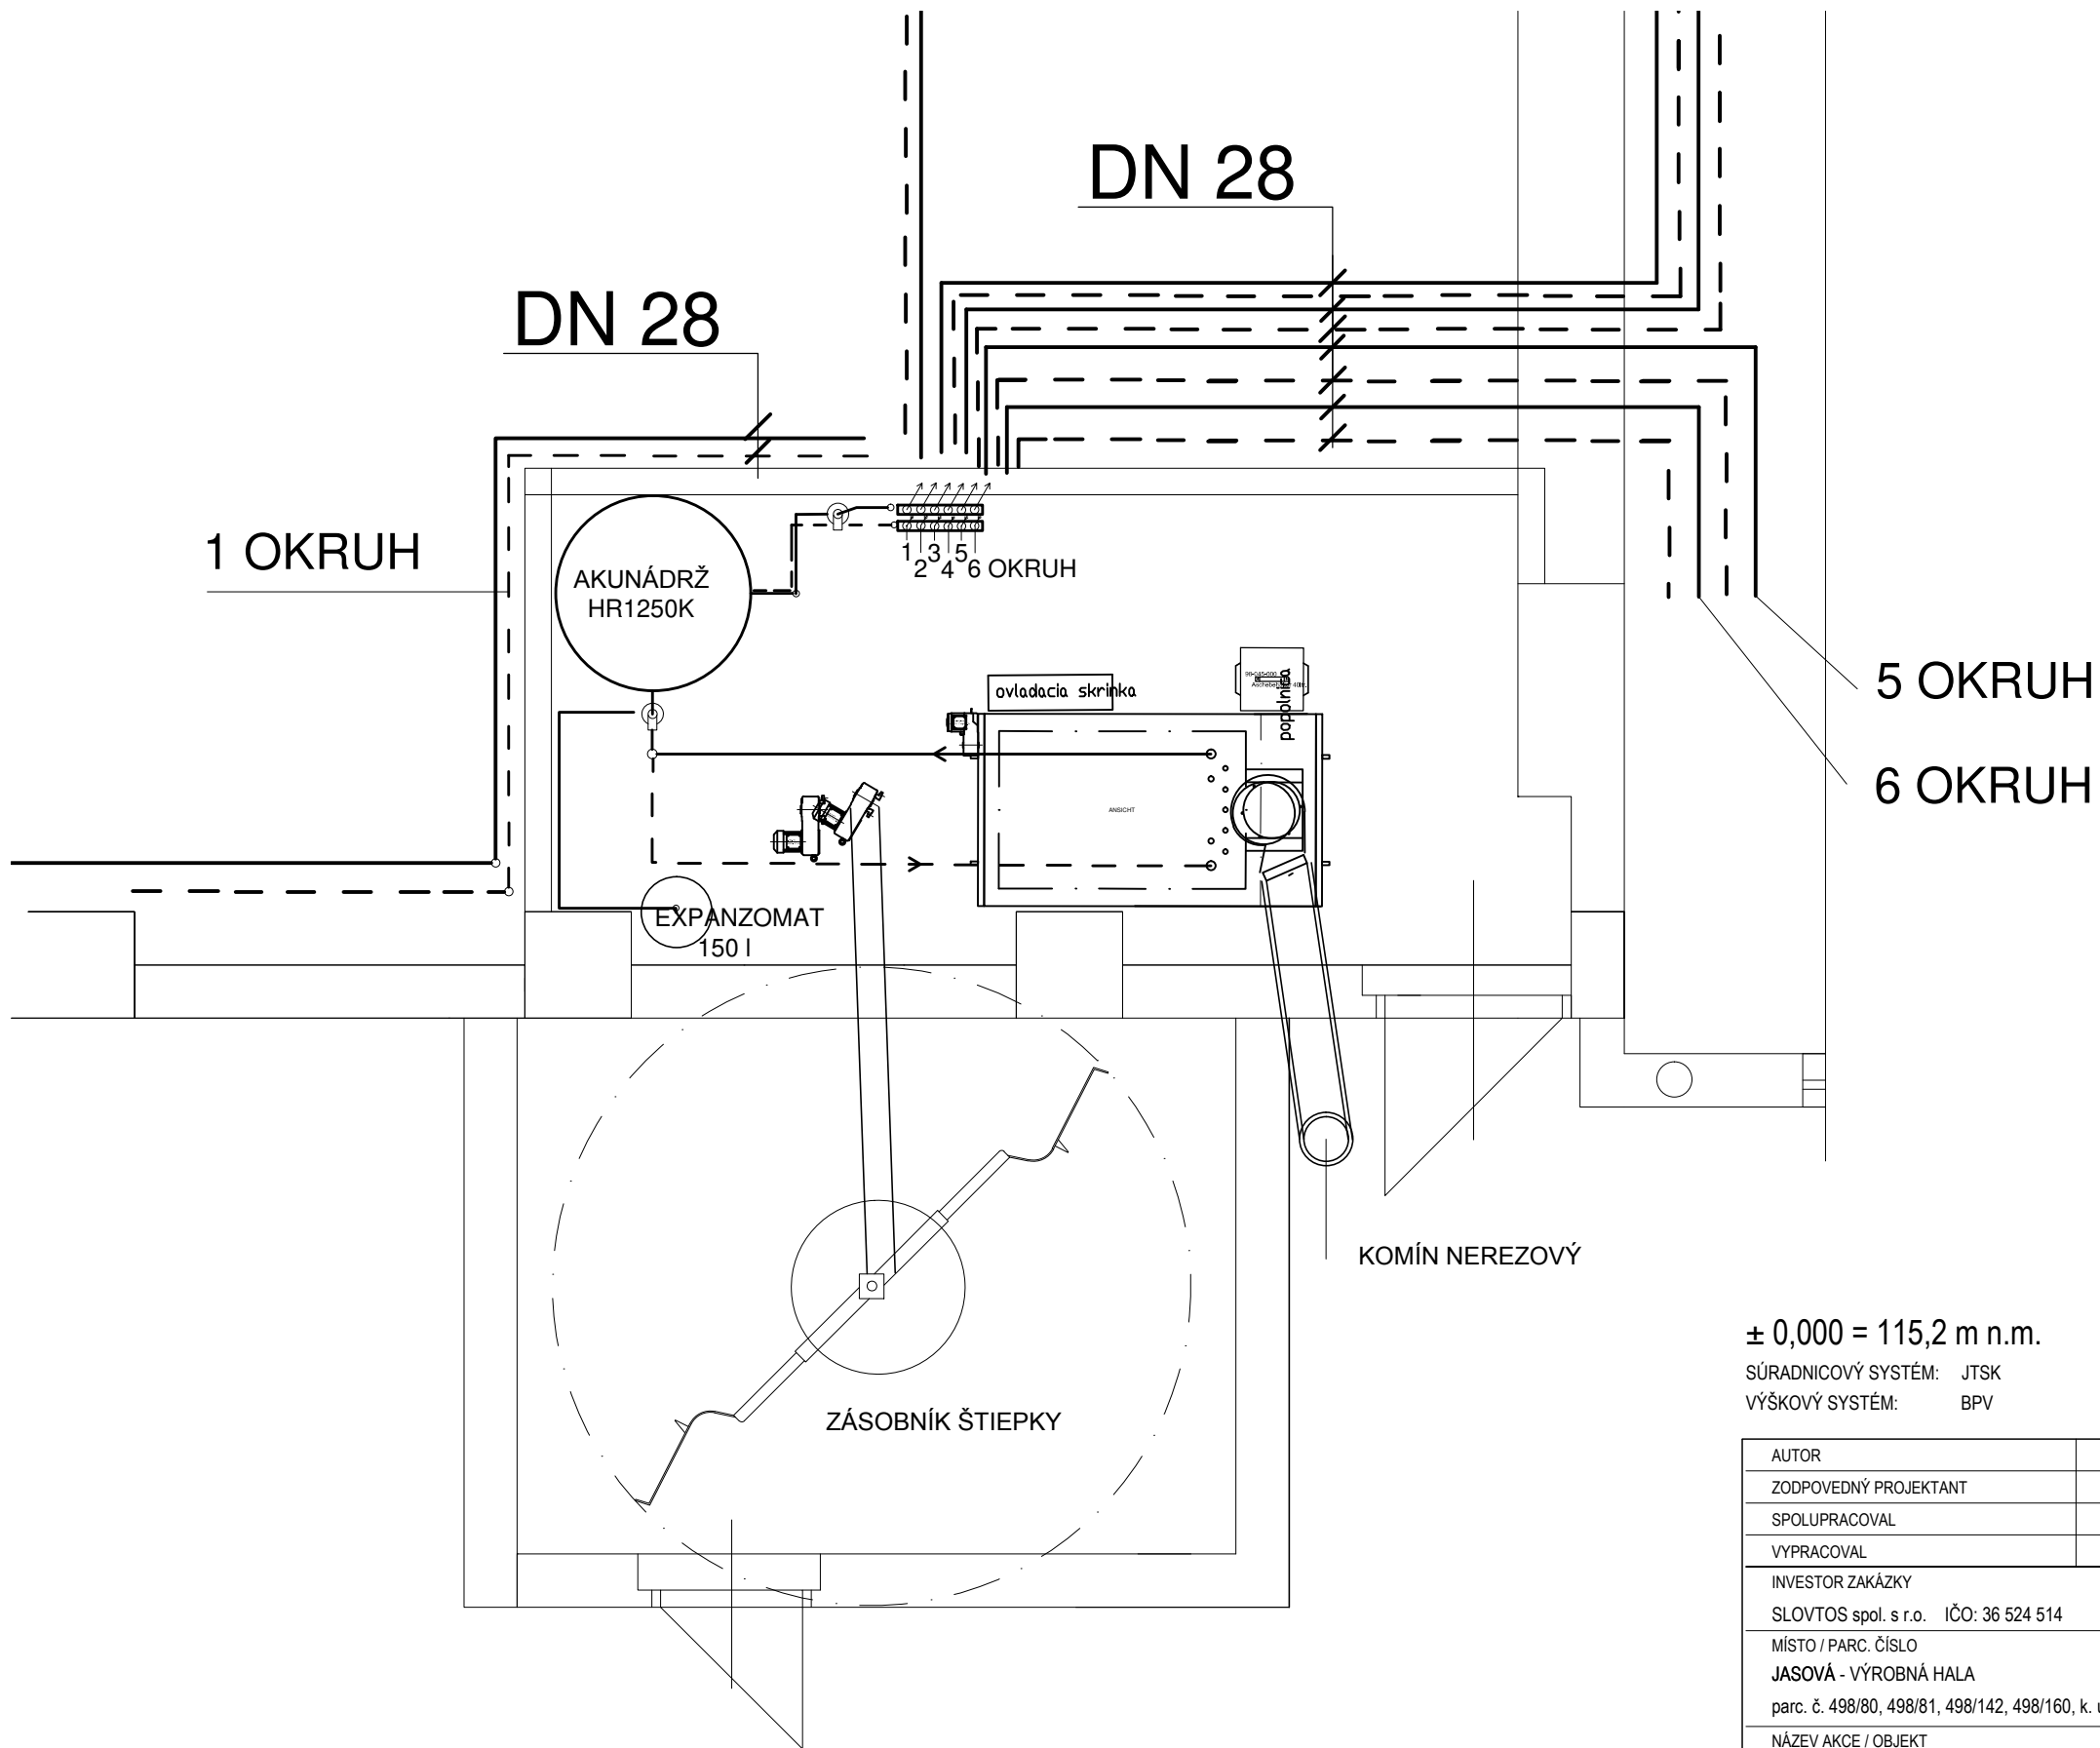 DN 28
DN 28
1 OKRUH
AKUNÁDRŽ
HR1250K
1 2 3 4 5 6 OKRUH
ovladacia skrinka
popolnica
5 OKRUH
6 OKRUH
ANSICHT
EXPANZOMAT
150 l
KOMÍN NEREZOVÝ
ZÁSOBNÍK ŠTIEPKY
± 0,000 = 115,2 m n.m.
SÚRADNICOVÝ SYSTÉM: JTSK
VÝŠKOVÝ SYSTÉM: BPV
AUTOR
ZODPOVEDNÝ PROJEKTANT
SPOLUPRACOVAL
VYPRACOVAL
INVESTOR ZAKÁZKY
SLOVTOS spol. s r.o. IČO: 36 524 514
MÍSTO / PARC. ČÍSLO
JASOVÁ - VÝROBNÁ HALA
parc. č. 498/80, 498/81, 498/142, 498/160, k.
NÁZEV AKCE / OBJEKT